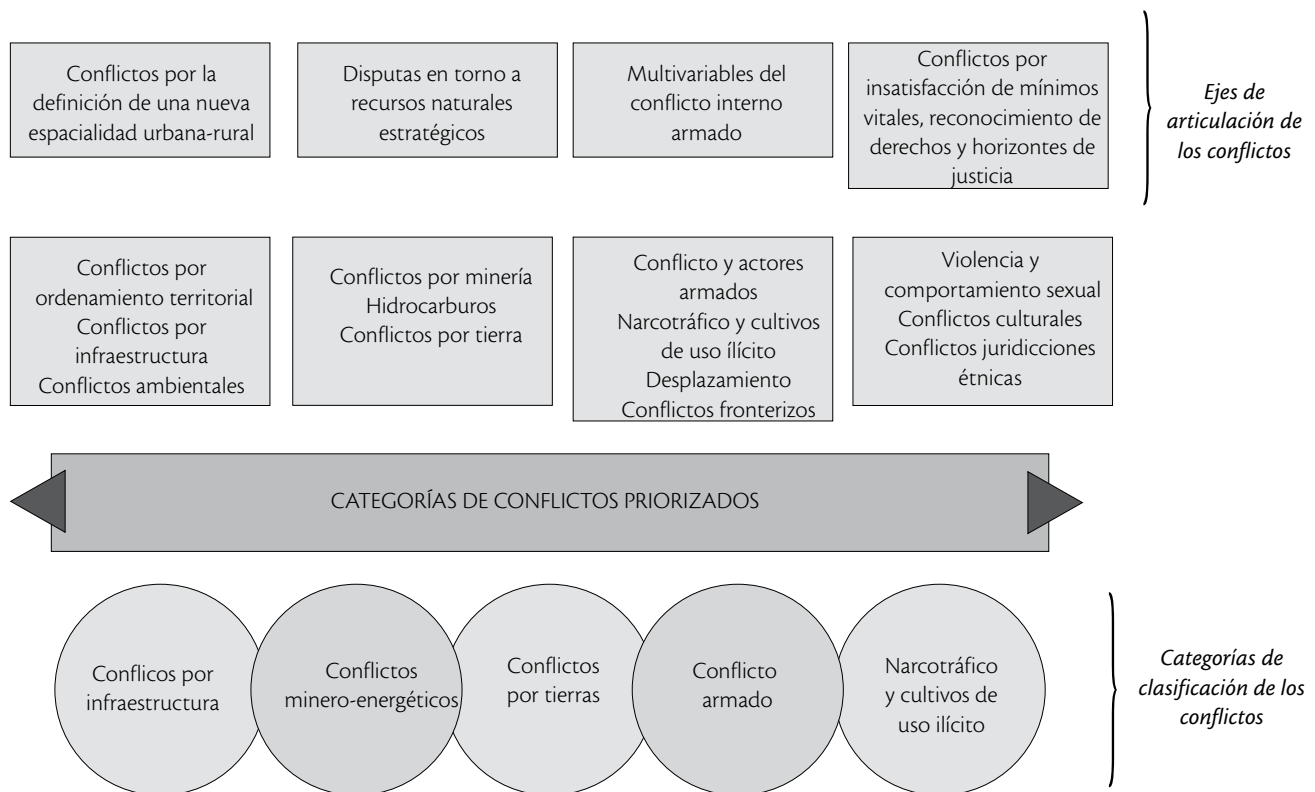 Conflictos por la
definición de una nueva
espacialidad urbana-rural
Disputas en torno a
recursos naturales
estratégicos
Multivariables del
conflicto interno
armado
Conflictos por
insatisfacción de mínimos
vitales, reconocimiento de
derechos y horizontes de
justicia
Ejes de
articulación de
los conflictos
Conflictos por
ordenamiento territorial
Conflictos por
infraestructura
Conflictos ambientales
Conflictos por minería
Hidrocarburos
Conflictos por tierra
Conflicto y actores
armados
Narcotráfico y cultivos
de uso ílícito
Desplazamiento
Conflictos fronterizos
Violencia y
comportamiento sexual
Conflictos culturales
Conflictos juridicciones
étnicas
CATEGORÍAS DE CONFLICTOS PRIORIZADOS
Conflicos por
infraestructura
Conflictos
minero-energéticos
Conflictos
por tierras
Conflicto
armado
Narcotráfico
y cultivos de
uso ilícito
Categorías de
clasificación de los
conflictos